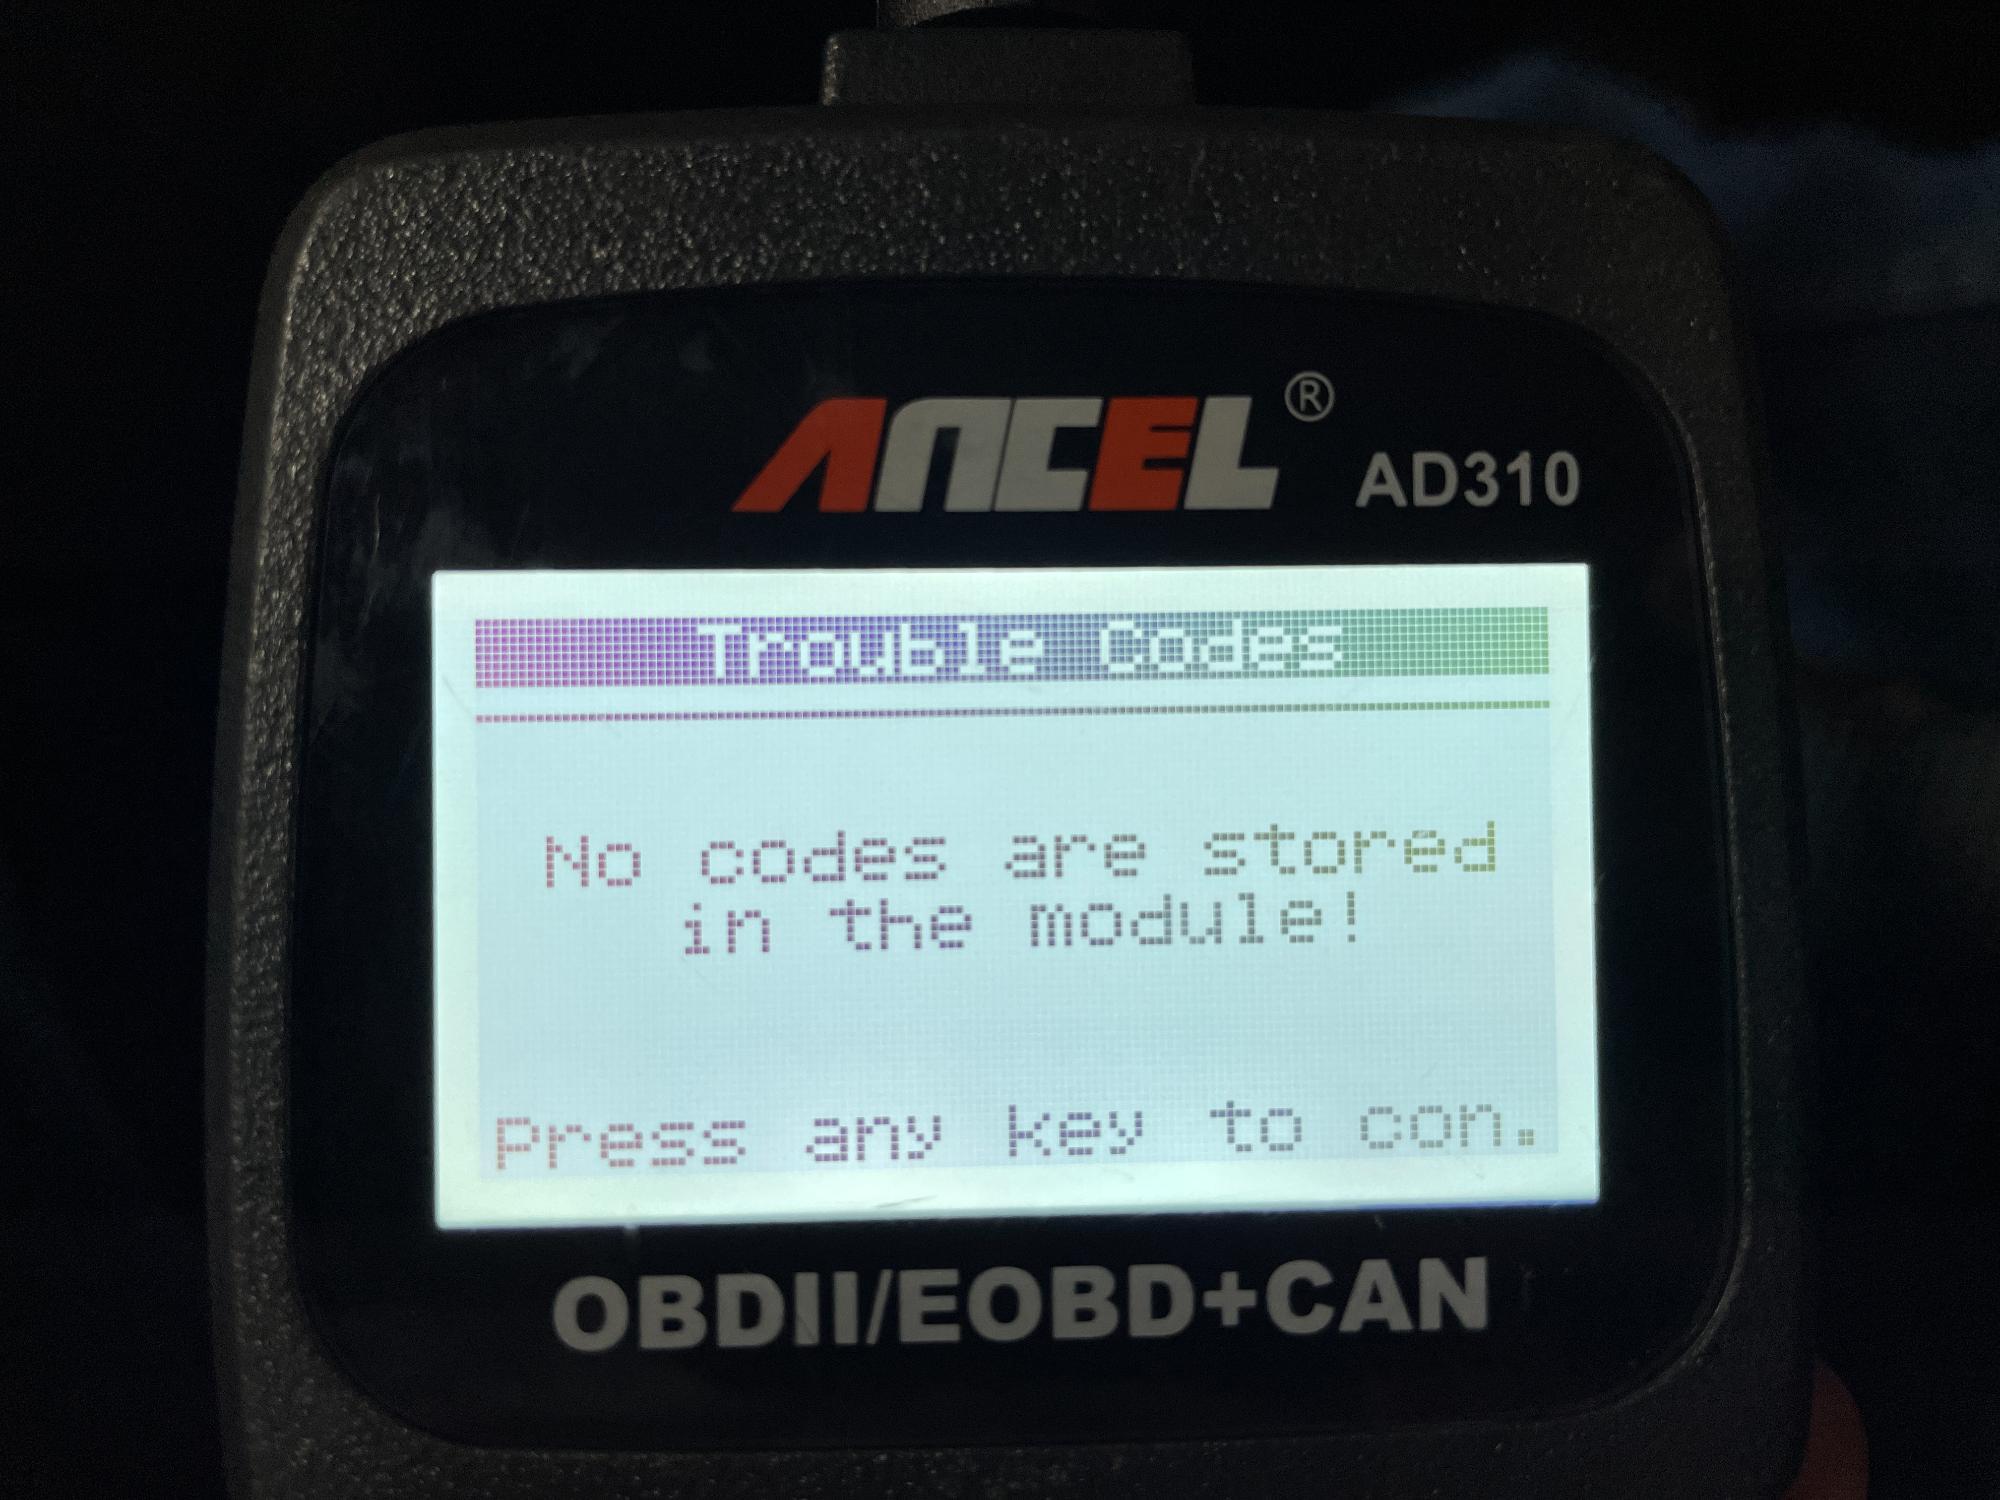 ANCEL® AD310
Trouble Codes
No codes are stored
in the module!
Press any key to con.
OBDII/EOBD+CAN